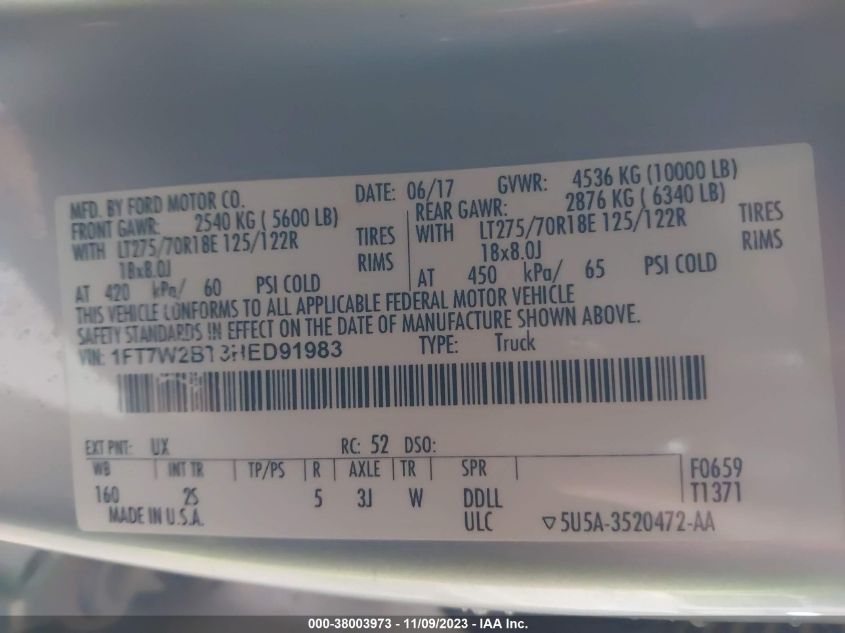 MFD. BY FORD MOTOR CO. DATE: 06/17 GVWR: 4536 KG (10000 LB)
FRONT GAWR: 2540 KG ( 5600 LB) REAR GAWR: 2876 KG ( 6340 LB)
WITH LT275/70R18E 125/122R TIRES WITH LT275/70R18E 125/122R TIRES
18x8.0J RIMS 18x8.0J RIMS
AT 420 kPa/ 60 PSI COLD AT 450 kPa/ 65 PSI COLD
THIS VEHICLE CONFORMS TO ALL APPLICABLE FEDERAL MOTOR VEHICLE
SAFETY STANDARDS IN EFFECT ON THE DATE OF MANUFACTURE SHOWN ABOVE.
VIN: 1FT7W2B13HED91983 TYPE: Truck
EXT PNT: UX RC: 52 DSO:
WB INT TR TP/PS R AXLE TR SPR F0659
160 2S 5 3J W DDLL T1371
MADE IN U.S.A. ULC ▽5U5A-3520472-AA
000-38003973 - 11/09/2023 - IAA Inc.